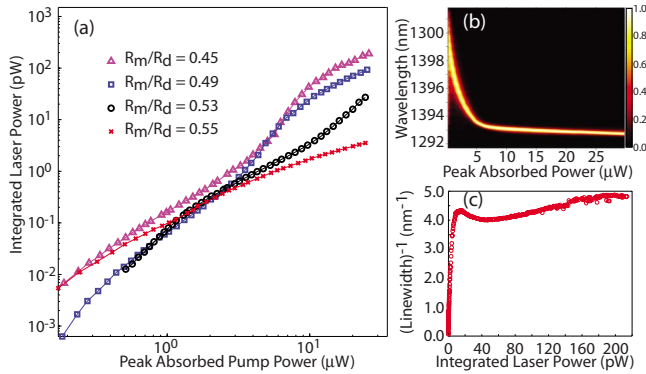 (a)
Integrated Laser Power (pW)
10³
10²
10¹
10⁰
10⁻¹
10⁻²
10⁻³
Rm/Rd = 0.45
Rm/Rd = 0.49
Rm/Rd = 0.53
Rm/Rd = 0.55
10⁰
10¹
Peak Absorbed Pump Power (μW)
(b)
Wavelength (nm)
1300
1398
1396
1394
1292
5
15
25
Peak Absorbed Power (μW)
1.0
0.8
0.6
0.4
0.2
0.0
(c)
(Linewidth)⁻¹ (nm⁻¹)
5.0
4.0
3.0
2.0
1.0
0.0
0
40
80
120
160
200
Integrated Laser Power (pW)